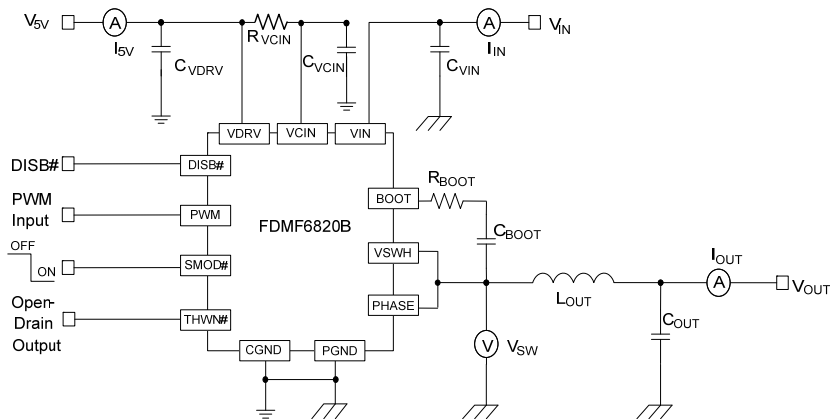 V5V
A
I5V
RVCIN
CVDRV
CVCIN
CVIN
A
IIN
VIN
VDRV
VCIN
VIN
DISB#
DISB#
PWM
Input
PWM
OFF
ON
SMOD#
Open-
Drain
Output
THWN#
FDMF6820B
BOOT
RBOOT
CBOOT
VSWH
PHASE
CGND
PGND
V
VSW
LOUT
IOUT
A
VOUT
COUT